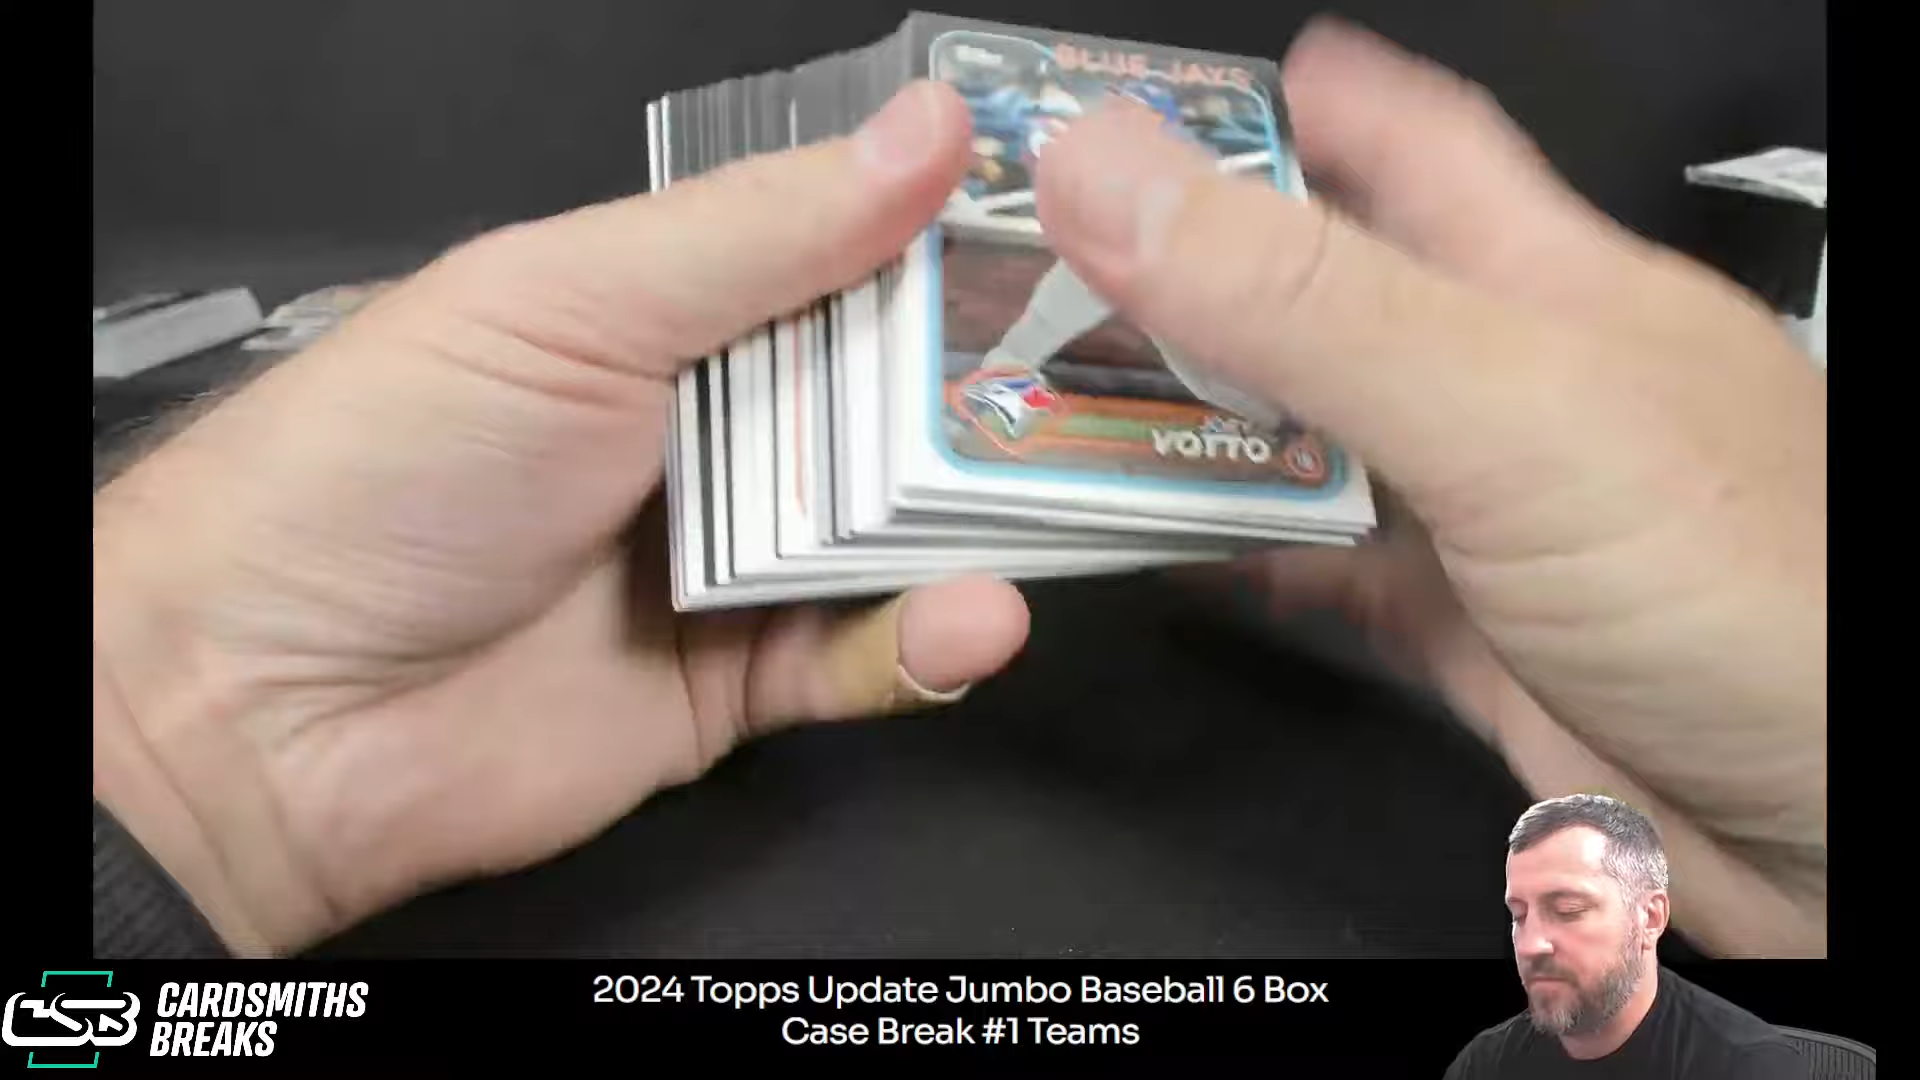 BLUE JAYS
VOTTO
CARDSMITHS
BREAKS
2024 Topps Update Jumbo Baseball 6 Box
Case Break #1 Teams